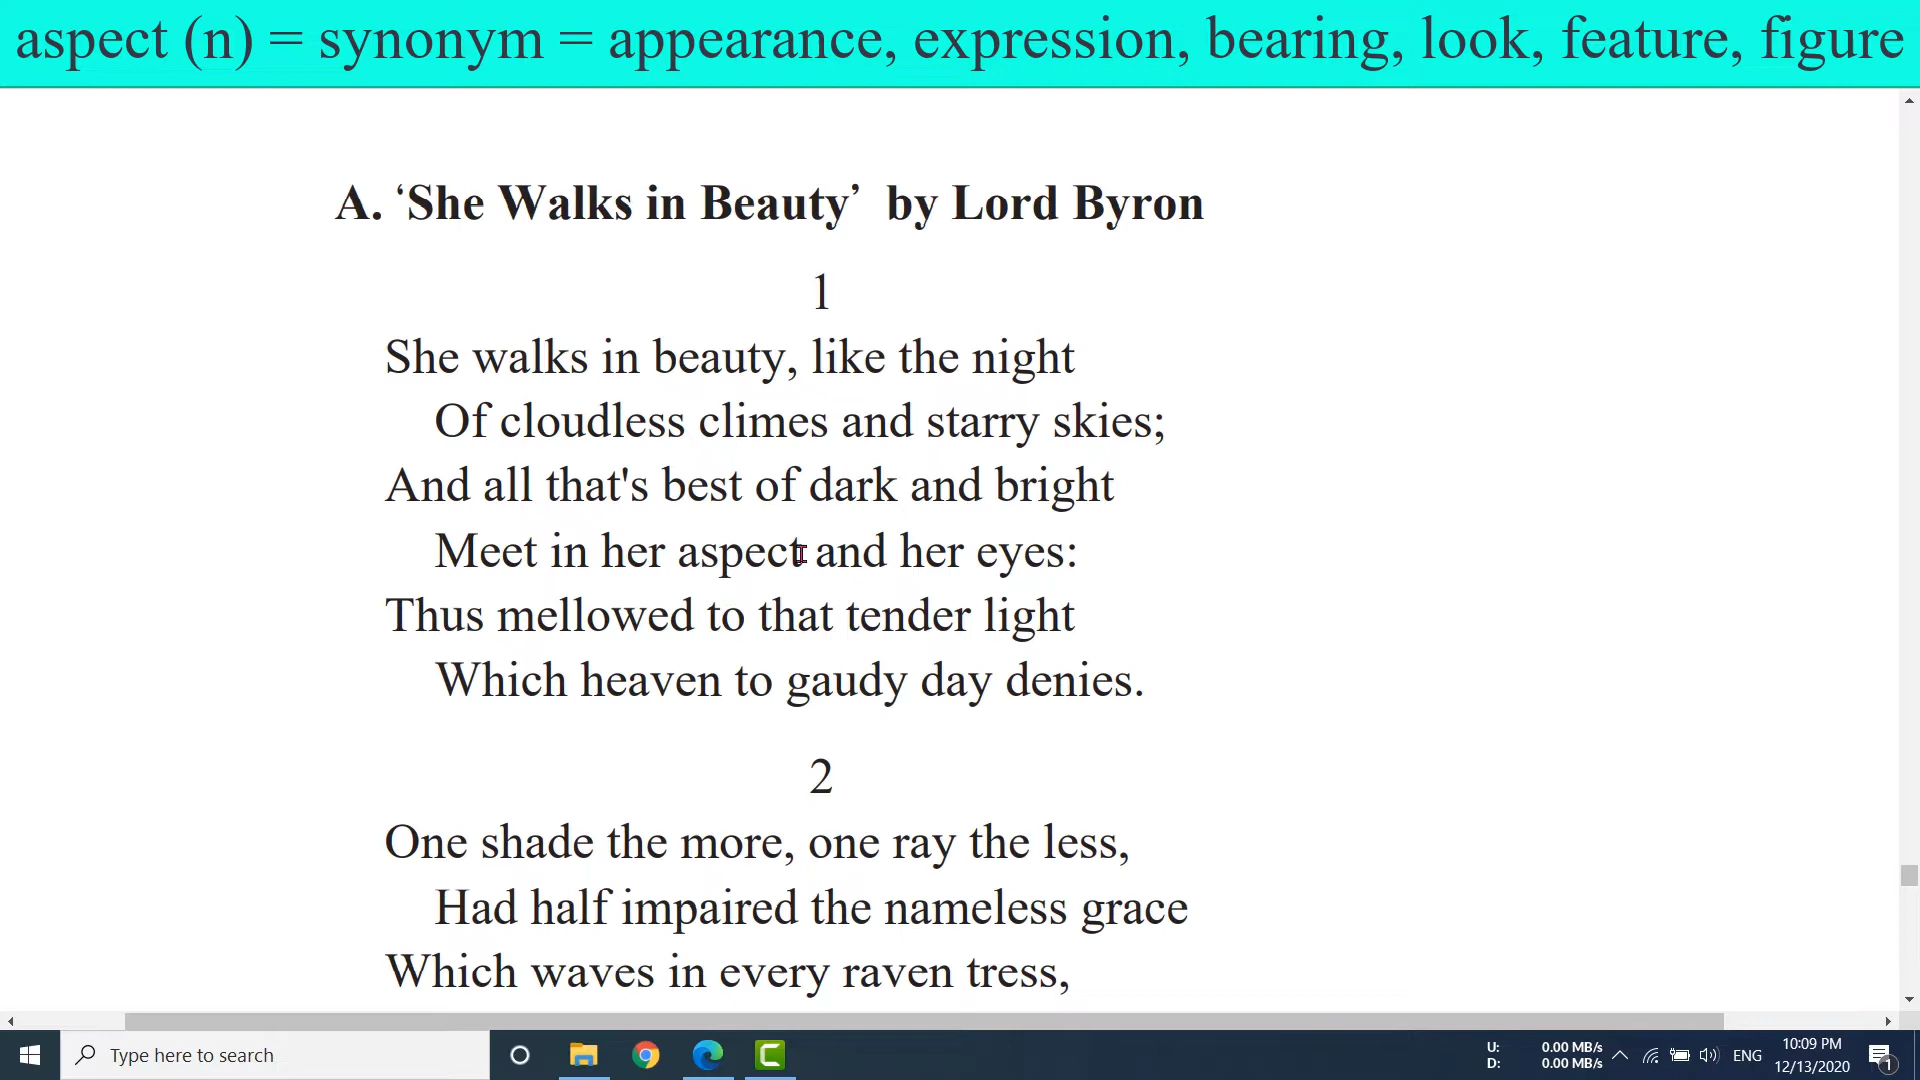 aspect (n) = synonym = appearance, expression, bearing, look, feature, figure
A. ‘She Walks in Beauty’ by Lord Byron
1
She walks in beauty, like the night
Of cloudless climes and starry skies;
And all that's best of dark and bright
Meet in her aspect and her eyes:
Thus mellowed to that tender light
Which heaven to gaudy day denies.
2
One shade the more, one ray the less,
Had half impaired the nameless grace
Which waves in every raven tress,
Type here to search
U: 0.00 MB/s
D: 0.00 MB/s
ENG
10:09 PM
12/13/2020
1